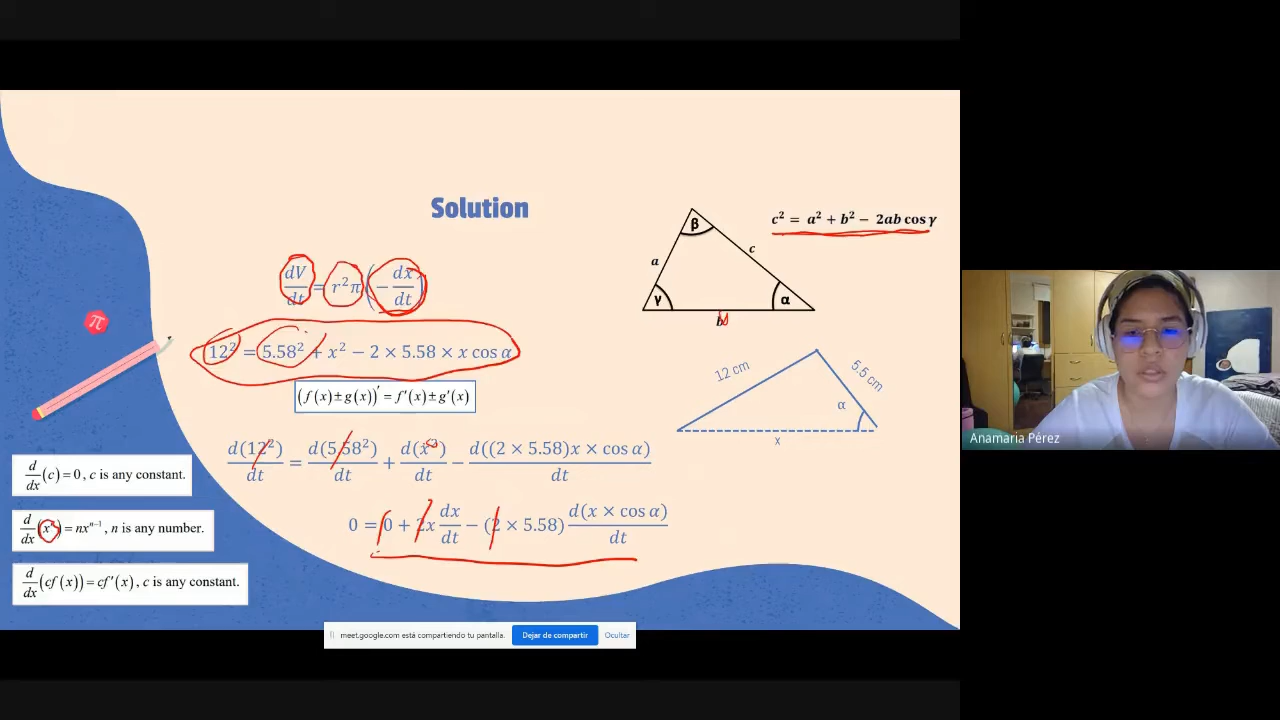 Solution
dV/dt = r²π(−dx/dt)
12² = 5.58² + x² − 2 × 5.58 × x cos α
(f(x) ± g(x))′ = f′(x) ± g′(x)
d(12²)/dt = d(5.58²)/dt + d(x²)/dt − d((2 × 5.58)x × cos α)/dt
0 = 0 + 2x dx/dt − (2 × 5.58) d(x × cos α)/dt
d/dx (c) = 0, c is any constant.
d/dx (xⁿ) = nxⁿ⁻¹, n is any number.
d/dx (cf(x)) = cf′(x), c is any constant.
π
c² = a² + b² − 2ab cos γ
β
a
c
γ
α
b
12 cm
5.5 cm
α
x
Anamaria Pérez
meet.google.com está compartiendo tu pantalla.
Dejar de compartir
Ocultar